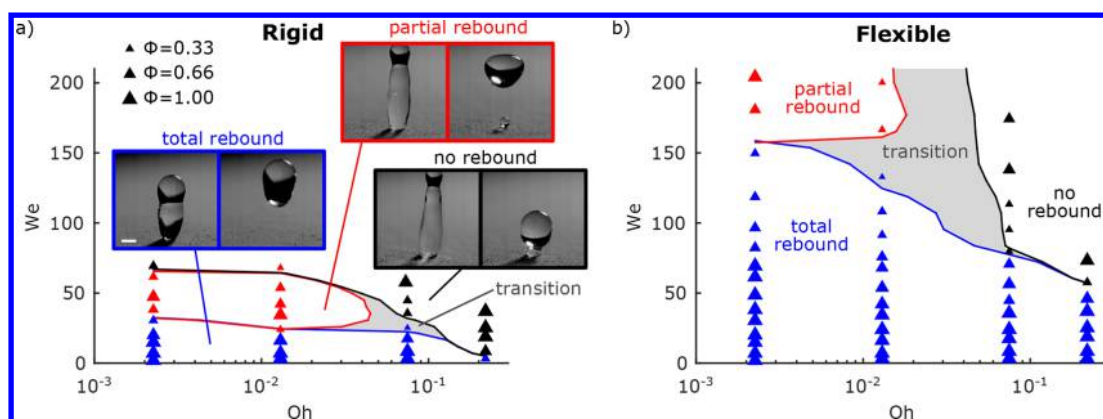 a)
Rigid
Φ=0.33
Φ=0.66
Φ=1.00
partial rebound
total rebound
no rebound
transition
We
200
150
100
50
0
10⁻³
10⁻²
10⁻¹
Oh
b)
Flexible
partial
rebound
transition
total
rebound
no
rebound
We
200
150
100
50
0
10⁻³
10⁻²
10⁻¹
Oh